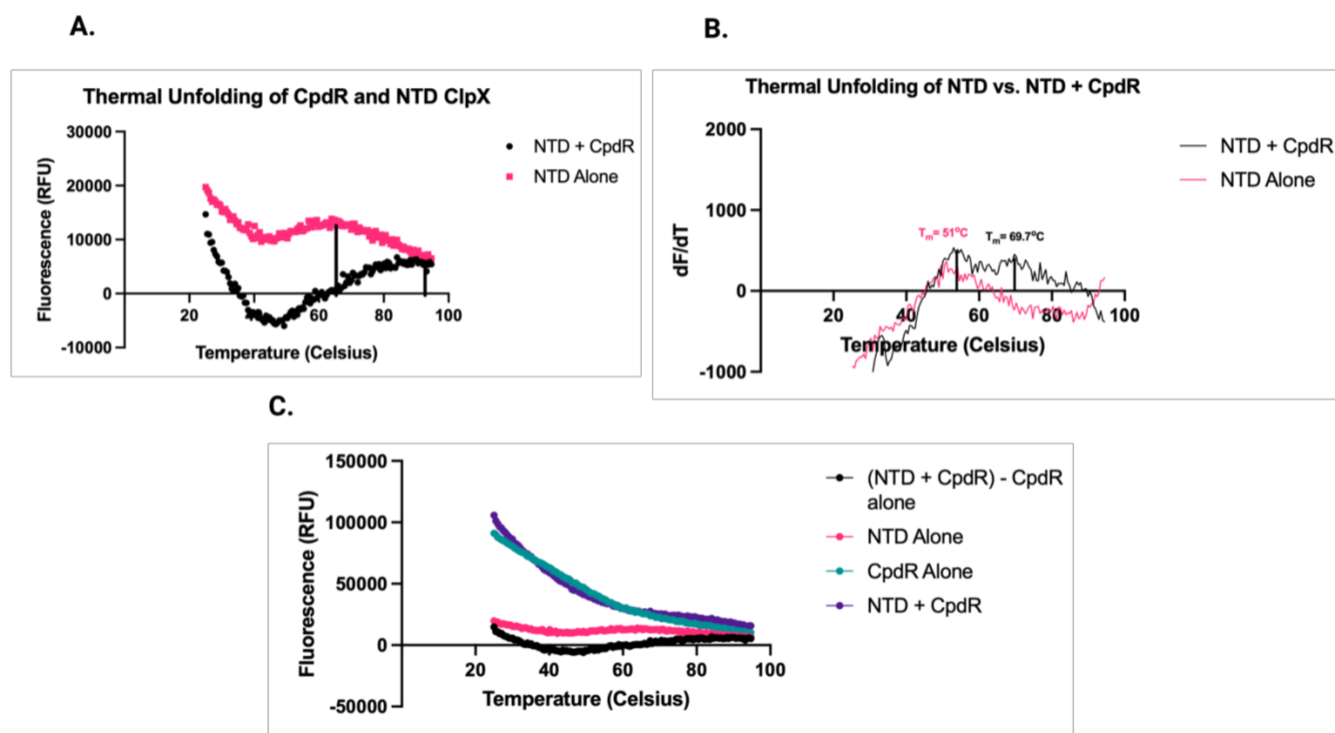 A.
Thermal Unfolding of CpdR and NTD ClpX
30000
20000
10000
0
-10000
Fluorescence (RFU)
20
40
60
80
100
Temperature (Celsius)
NTD + CpdR
NTD Alone
B.
Thermal Unfolding of NTD vs. NTD + CpdR
2000
1000
0
-1000
dF/dT
Tm= 51°C
Tm= 69.7°C
20
40
60
80
100
Temperature (Celsius)
NTD + CpdR
NTD Alone
C.
150000
100000
50000
0
-50000
Fluorescence (RFU)
20
40
60
80
100
Temperature (Celsius)
(NTD + CpdR) - CpdR
alone
NTD Alone
CpdR Alone
NTD + CpdR